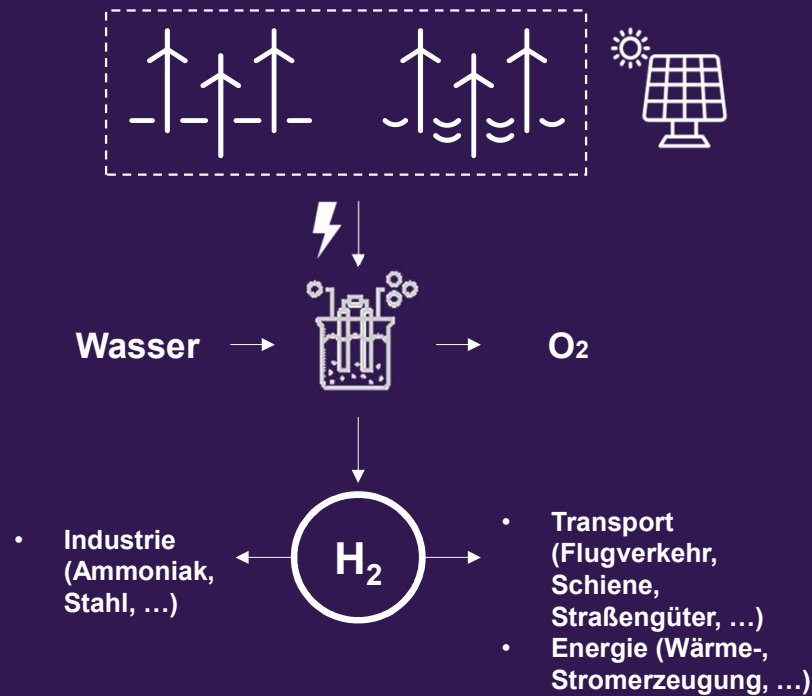 Wasser
O2
H2
• Industrie
(Ammoniak,
Stahl, …)
• Transport
(Flugverkehr,
Schiene,
Straßengüter, …)
• Energie (Wärme-,
Stromerzeugung, …)